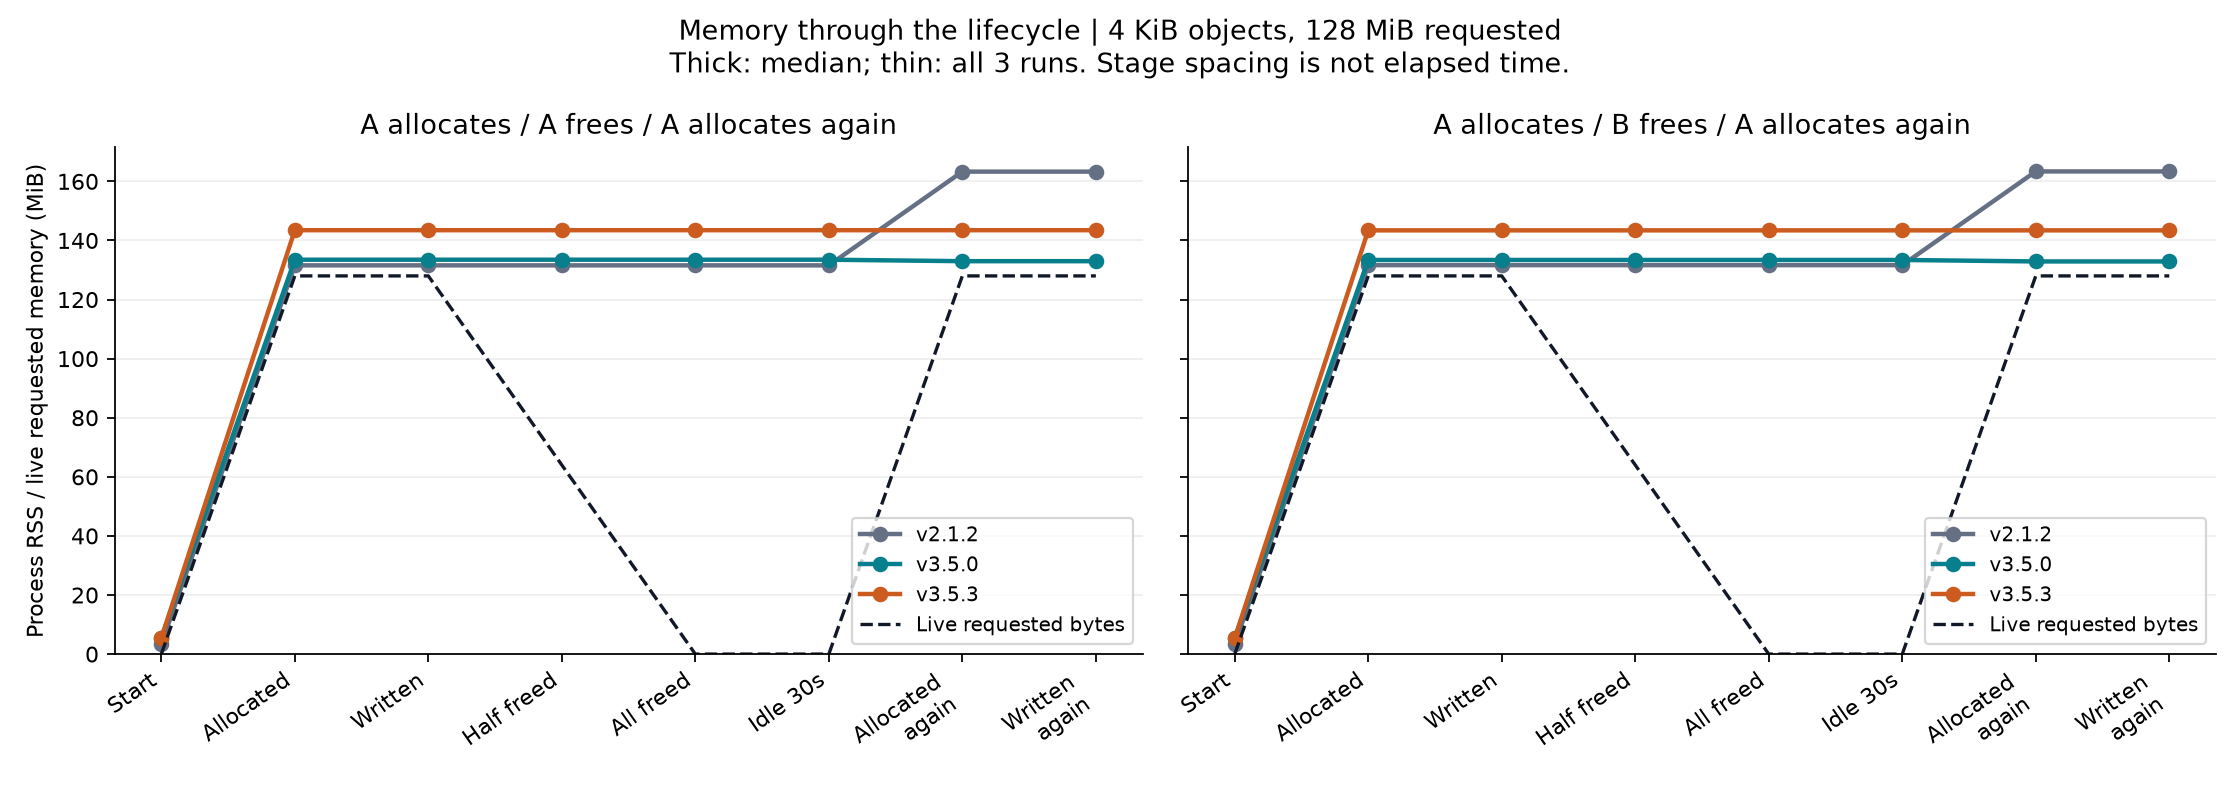 Memory through the lifecycle | 4 KiB objects, 128 MiB requested
Thick: median; thin: all 3 runs. Stage spacing is not elapsed time.
A allocates / A frees / A allocates again
Process RSS / live requested memory (MiB)
160
140
120
100
80
60
40
20
0
v2.1.2
v3.5.0
v3.5.3
Live requested bytes
Start
Allocated
Written
Half freed
All freed
Idle 30s
Allocated
again
Written
again
A allocates / B frees / A allocates again
v2.1.2
v3.5.0
v3.5.3
Live requested bytes
Start
Allocated
Written
Half freed
All freed
Idle 30s
Allocated
again
Written
again